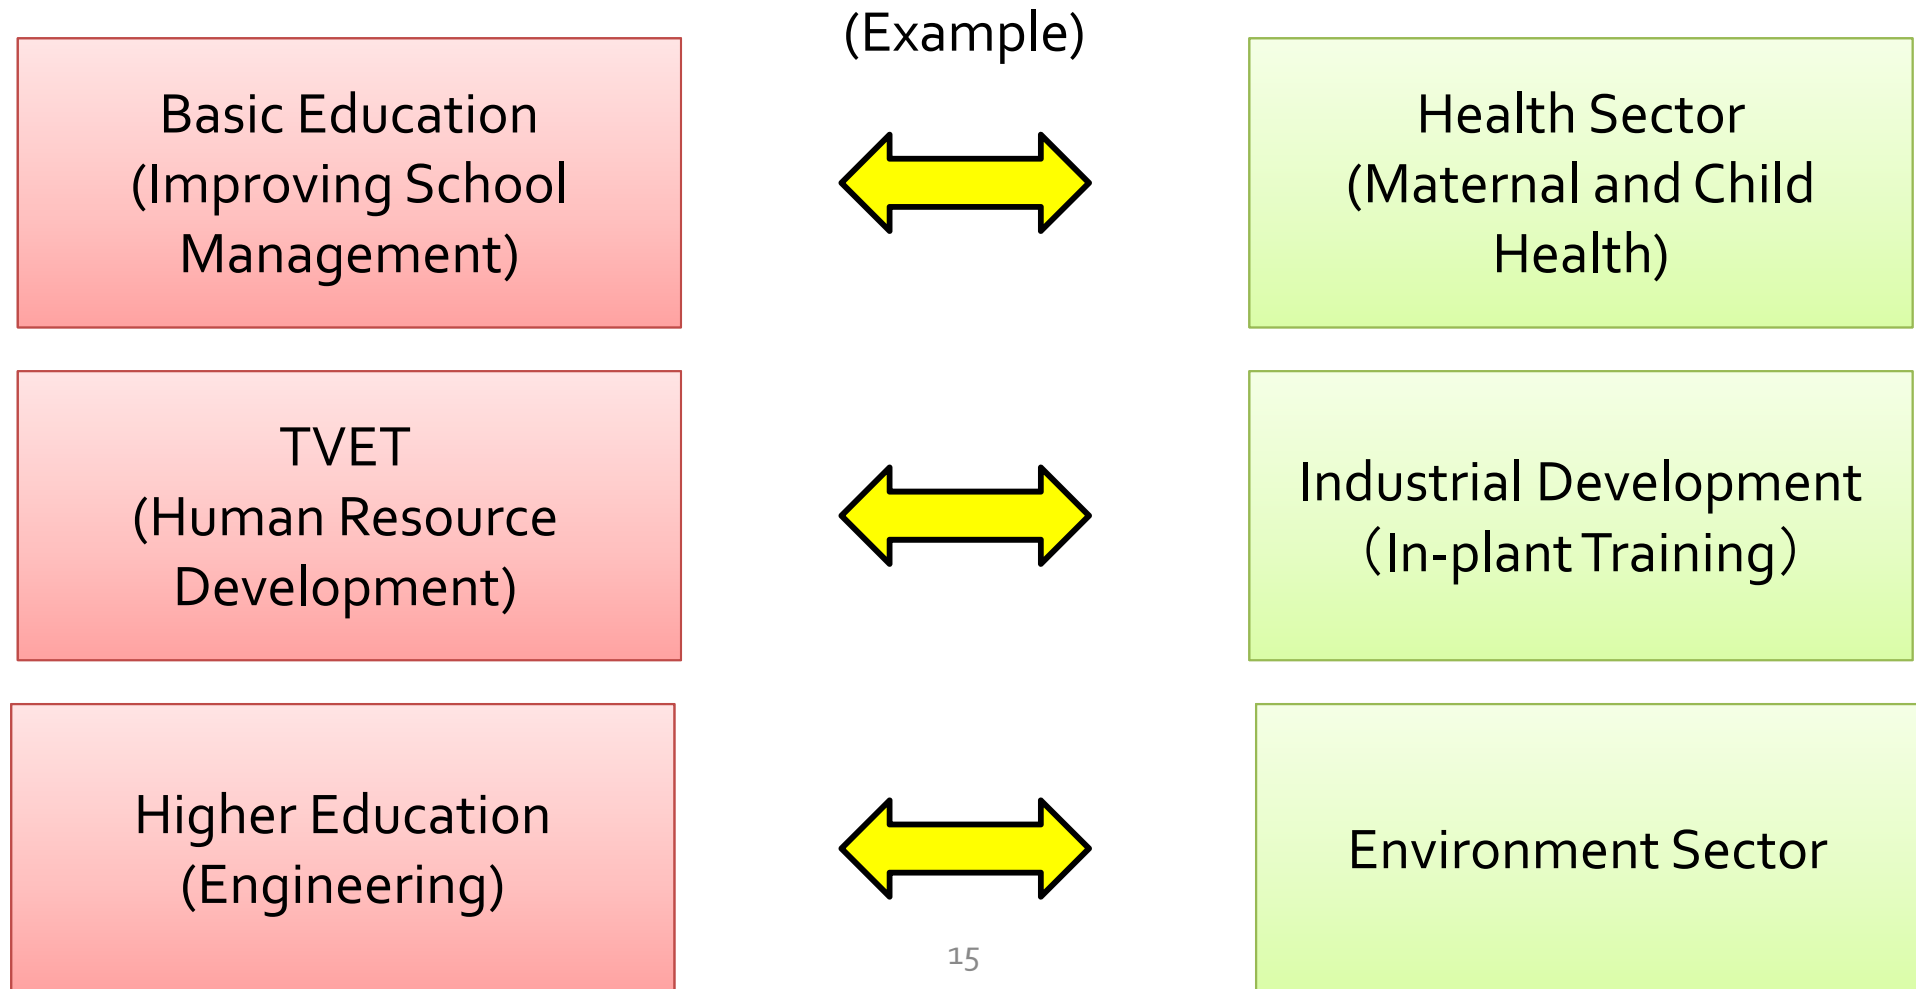 (Example)
Basic Education
(Improving School
Management)
Health Sector
(Maternal and Child
Health)
TVET
(Human Resource
Development)
Industrial Development
（In-plant Training）
Higher Education
(Engineering)
Environment Sector
15